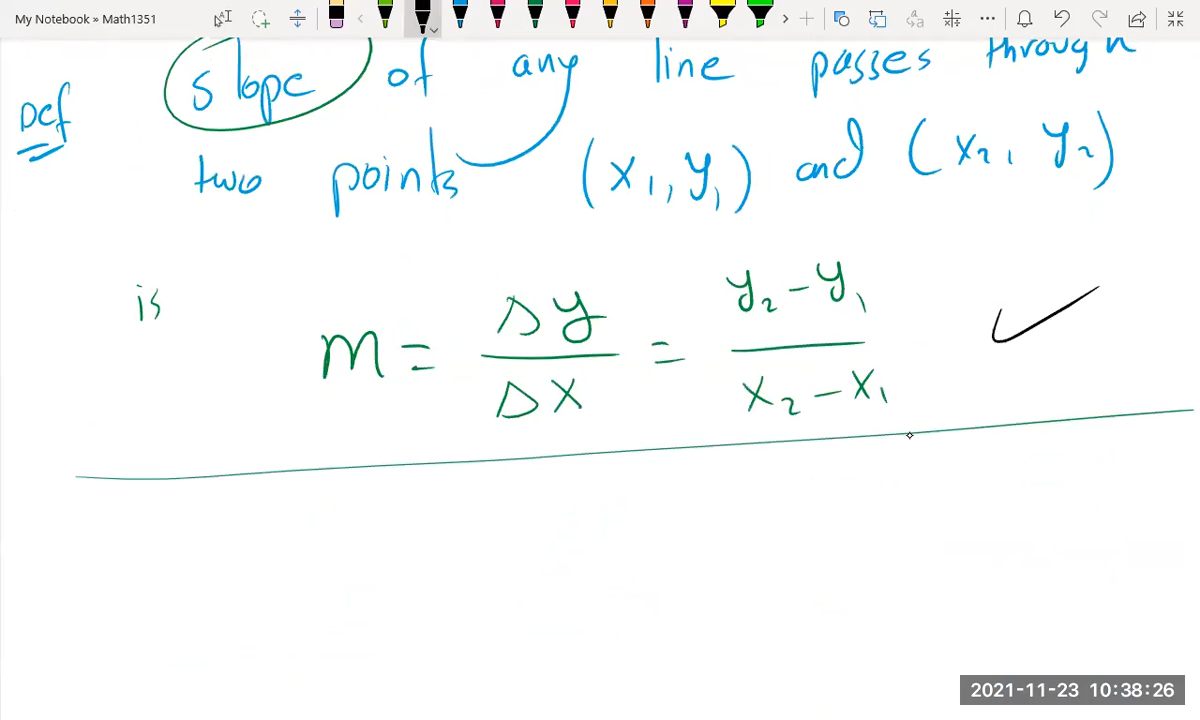 My Notebook » Math1351
Def slope of any line passes through
two points (x₁, y₁) and (x₂, y₂)
is m = Δy/Δx = y₂ - y₁ / x₂ - x₁
2021-11-23 10:38:26